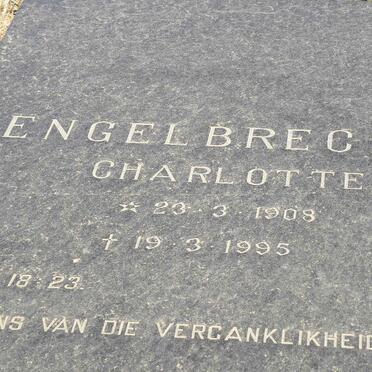 ENGELBREC
CHARLOTTE
☆ 23·3·1908
† 19·3·1995
18:23.
NS VAN DIE VERGANKLIKHEID